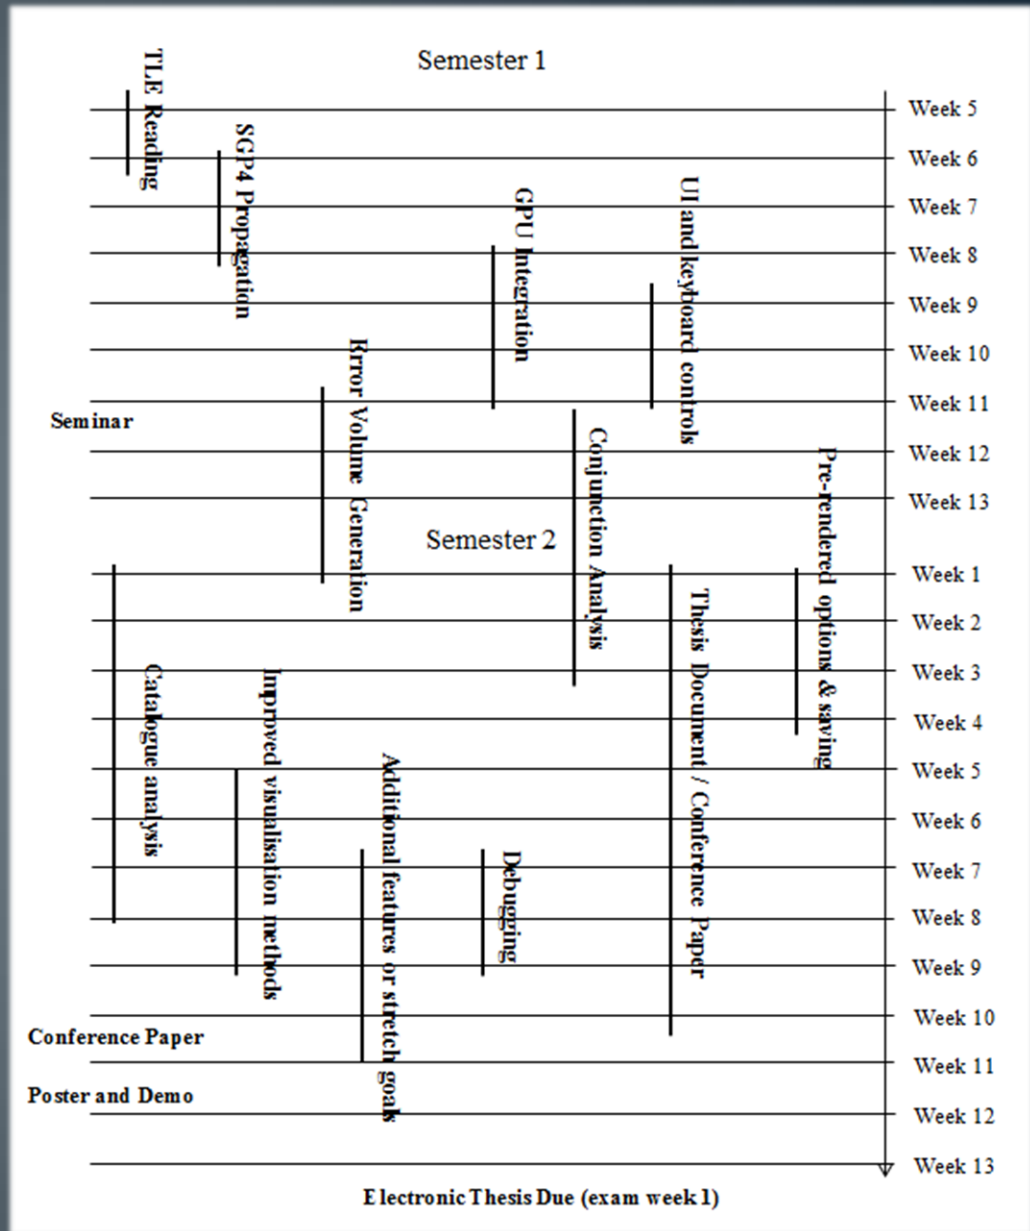 Semester 1
TLE Reading
SGP4 Propagation
GPU Integration
UI and keyboard controls
Error Volume Generation
Conjunction Analysis
Pre-rendered options & saving
Week 5
Week 6
Week 7
Week 8
Week 9
Week 10
Week 11
Seminar
Week 12
Week 13
Semester 2
Catalogue analysis
Improved visualisation methods
Additional features or stretch goals
Debugging
Thesis Document / Conference Paper
Week 1
Week 2
Week 3
Week 4
Week 5
Week 6
Week 7
Week 8
Week 9
Week 10
Conference Paper
Week 11
Poster and Demo
Week 12
Week 13
Electronic Thesis Due (exam week 1)